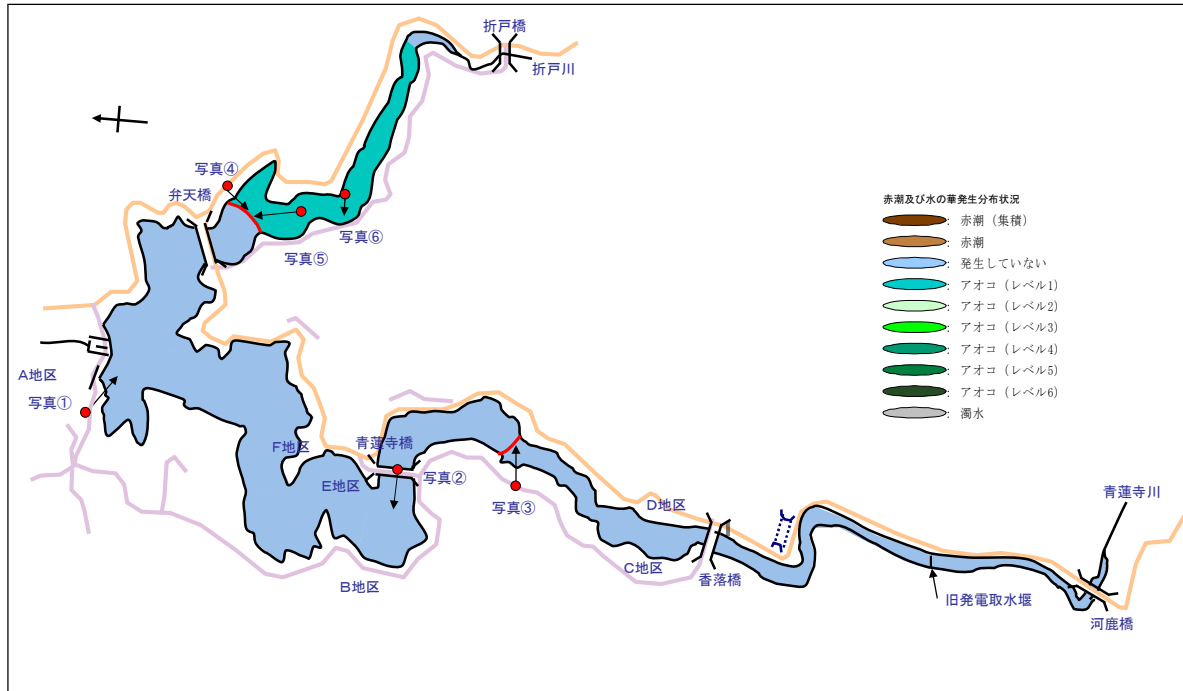 折戸橋
折戸川
写真④
弁天橋
写真⑥
写真⑤
赤潮及び水の華発生分布状況
：赤潮（集積）
：赤潮
：発生していない
：アオコ（レベル1）
：アオコ（レベル2）
：アオコ（レベル3）
：アオコ（レベル4）
：アオコ（レベル5）
：アオコ（レベル6）
：濁水
A地区
写真①
F地区
青蓮寺橋
E地区
写真②
写真③
D地区
青蓮寺川
B地区
C地区
香落橋
旧発電取水堰
河鹿橋